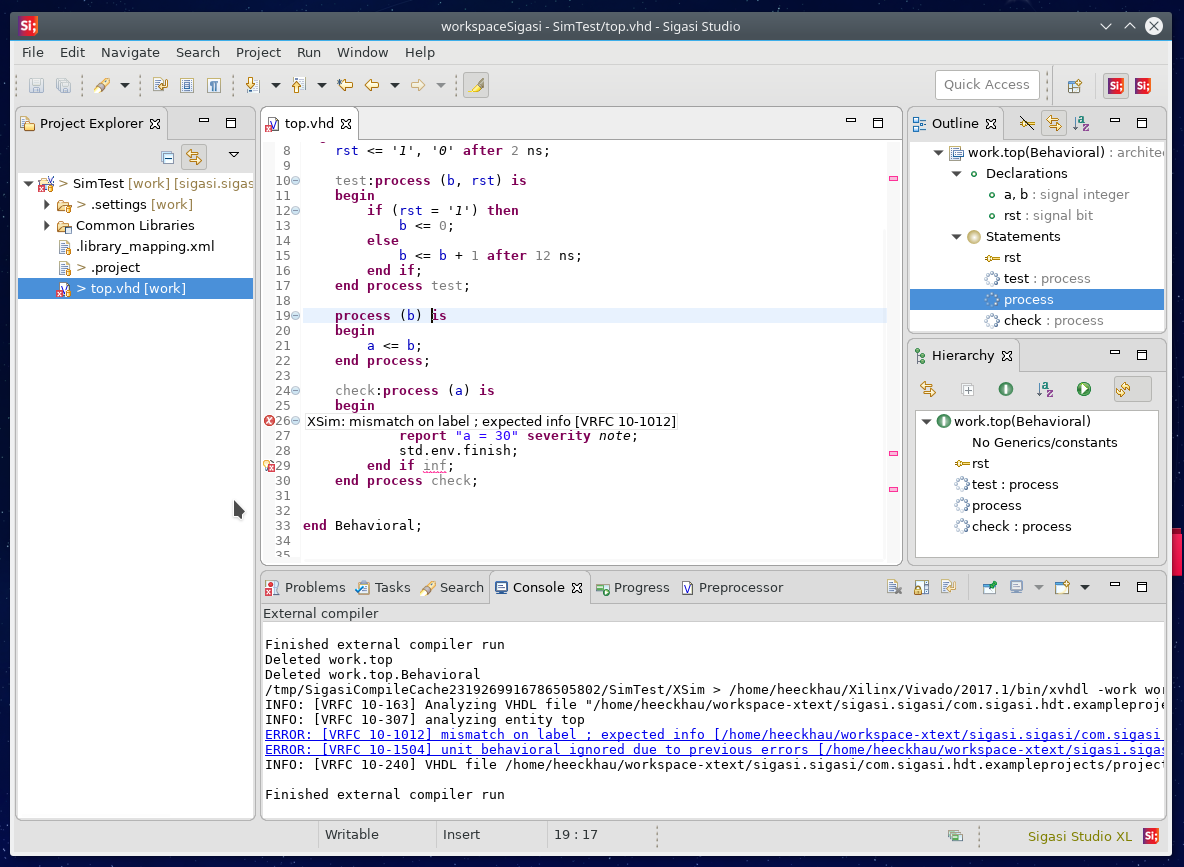 Si;
workspaceSigasi - SimTest/top.vhd - Sigasi Studio
File Edit Navigate Search Project Run Window Help
Quick Access
Si; Si;
Project Explorer
> SimTest [work] [sigasi.sigas
> .settings [work]
Common Libraries
.library_mapping.xml
> .project
> top.vhd [work]
top.vhd
8 rst <= '1', '0' after 2 ns;
9
10 test:process (b, rst) is
11 begin
12 if (rst = '1') then
13 b <= 0;
14 else
15 b <= b + 1 after 12 ns;
16 end if;
17 end process test;
18
19 process (b) is
20 begin
21 a <= b;
22 end process;
23
24 check:process (a) is
25 begin
26 XSim: mismatch on label ; expected info [VRFC 10-1012]
27 report "a = 30" severity note;
28 std.env.finish;
29 end if inf;
30 end process check;
31
32
33 end Behavioral;
34
35
Outline
work.top(Behavioral) : archite
Declarations
a, b : signal integer
rst : signal bit
Statements
rst
test : process
process
check : process
Hierarchy
work.top(Behavioral)
No Generics/constants
rst
test : process
process
check : process
Problems Tasks Search Console Progress Preprocessor
External compiler
Finished external compiler run
Deleted work.top
Deleted work.top.Behavioral
/tmp/SigasiCompileCache2319269916786505802/SimTest/XSim > /home/heeckhau/Xilinx/Vivado/2017.1/bin/xvhdl -work wor
INFO: [VRFC 10-163] Analyzing VHDL file "/home/heeckhau/workspace-xtext/sigasi.sigasi/com.sigasi.hdt.exampleproje
INFO: [VRFC 10-307] analyzing entity top
ERROR: [VRFC 10-1012] mismatch on label ; expected info [/home/heeckhau/workspace-xtext/sigasi.sigasi/com.sigasi.
ERROR: [VRFC 10-1504] unit behavioral ignored due to previous errors [/home/heeckhau/workspace-xtext/sigasi.sigas
INFO: [VRFC 10-240] VHDL file /home/heeckhau/workspace-xtext/sigasi.sigasi/com.sigasi.hdt.exampleprojects/project
Finished external compiler run
Writable Insert 19 : 17 Sigasi Studio XL Si;